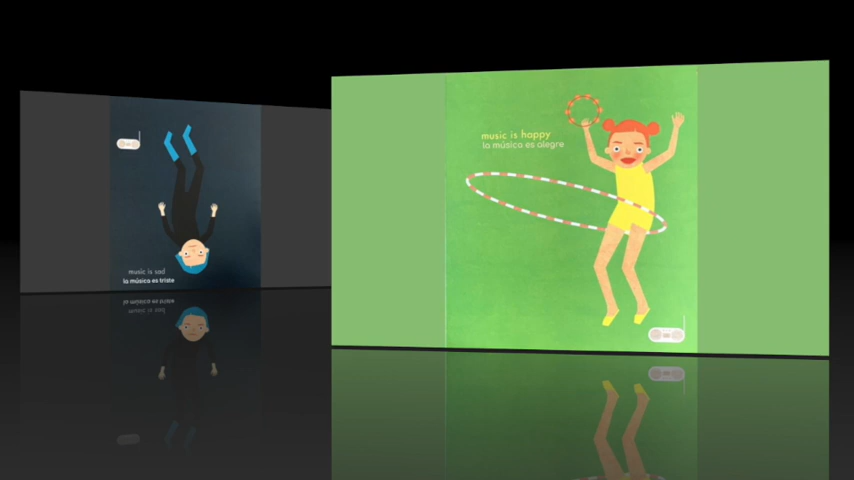 music is sad
la música es triste
music is happy
la música es alegre